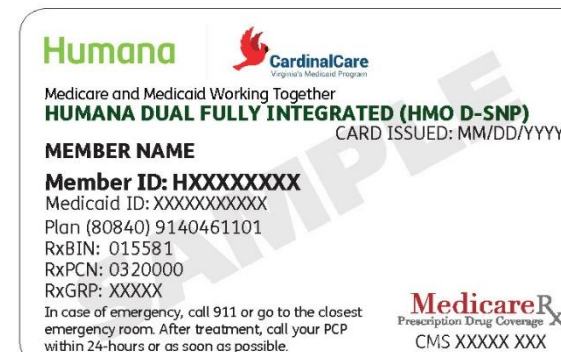 Humana
CardinalCare
Virginia's Medicaid Program
Medicare and Medicaid Working Together
HUMANA DUAL FULLY INTEGRATED (HMO D-SNP)
CARD ISSUED: MM/DD/YYYY
MEMBER NAME
Member ID: HXXXXXXXX
Medicaid ID: XXXXXXXXXXX
Plan (80840) 9140461101
RxBIN: 015581
RxPCN: 0320000
RxGRP: XXXXX
In case of emergency, call 911 or go to the closest
emergency room. After treatment, call your PCP
within 24-hours or as soon as possible.
MedicareRx
Prescription Drug Coverage
CMS XXXXX XXX
SAMPLE